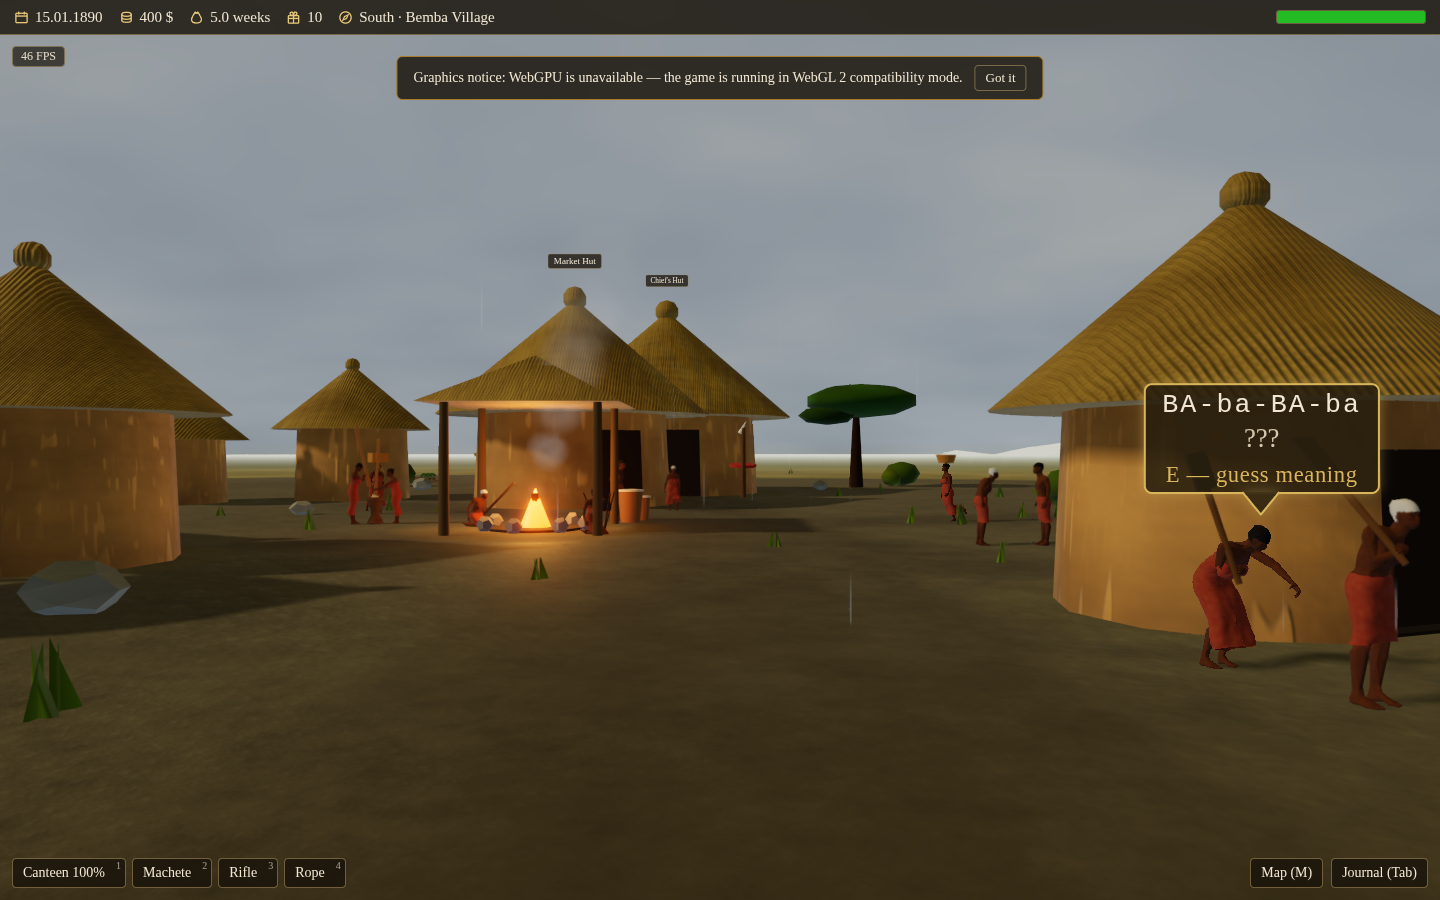 15.01.1890 400 $ 5.0 weeks 10 South · Bemba Village
46 FPS
Graphics notice: WebGPU is unavailable — the game is running in WebGL 2 compatibility mode. Got it
Market Hut
Chief's Hut
BA-ba-BA-ba
???
E — guess meaning
Canteen 100% 1 Machete 2 Rifle 3 Rope 4 Map (M) Journal (Tab)